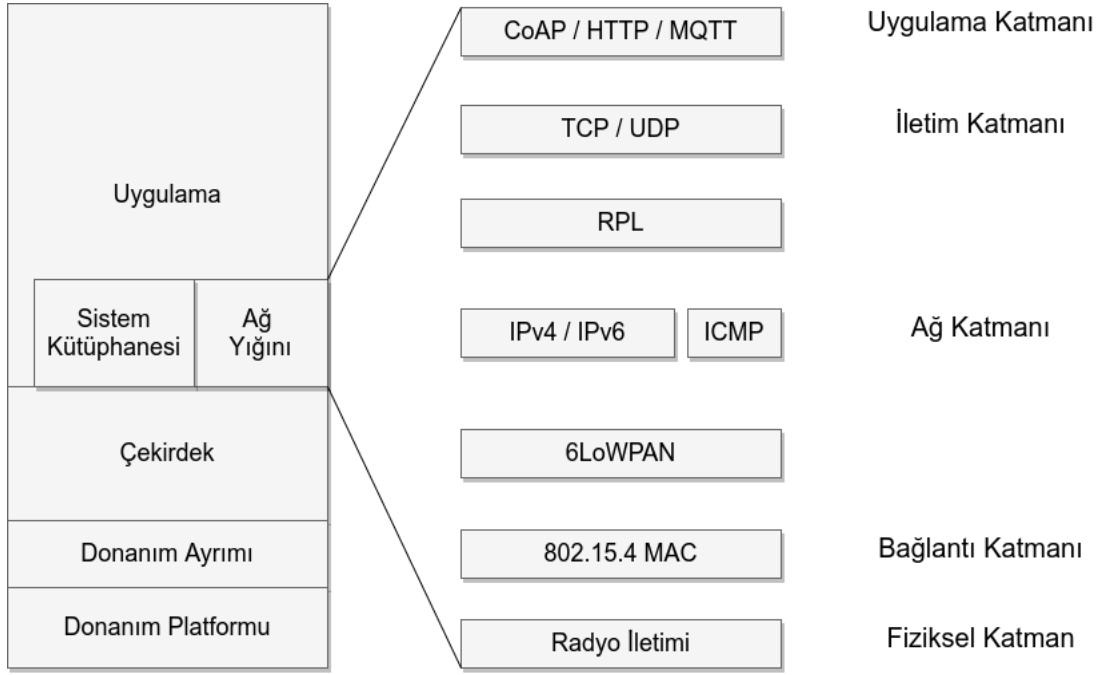 Uygulama
Sistem
Kütüphanesi
Ağ
Yığını
Çekirdek
Donanım Ayrımı
Donanım Platformu
CoAP / HTTP / MQTT
Uygulama Katmanı
TCP / UDP
İletim Katmanı
RPL
IPv4 / IPv6
ICMP
Ağ Katmanı
6LoWPAN
802.15.4 MAC
Bağlantı Katmanı
Radyo İletimi
Fiziksel Katman